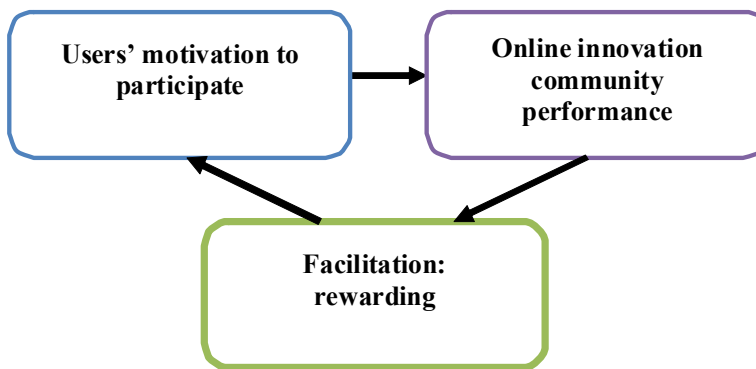 Users’ motivation to
participate
Online innovation
community
performance
Facilitation:
rewarding